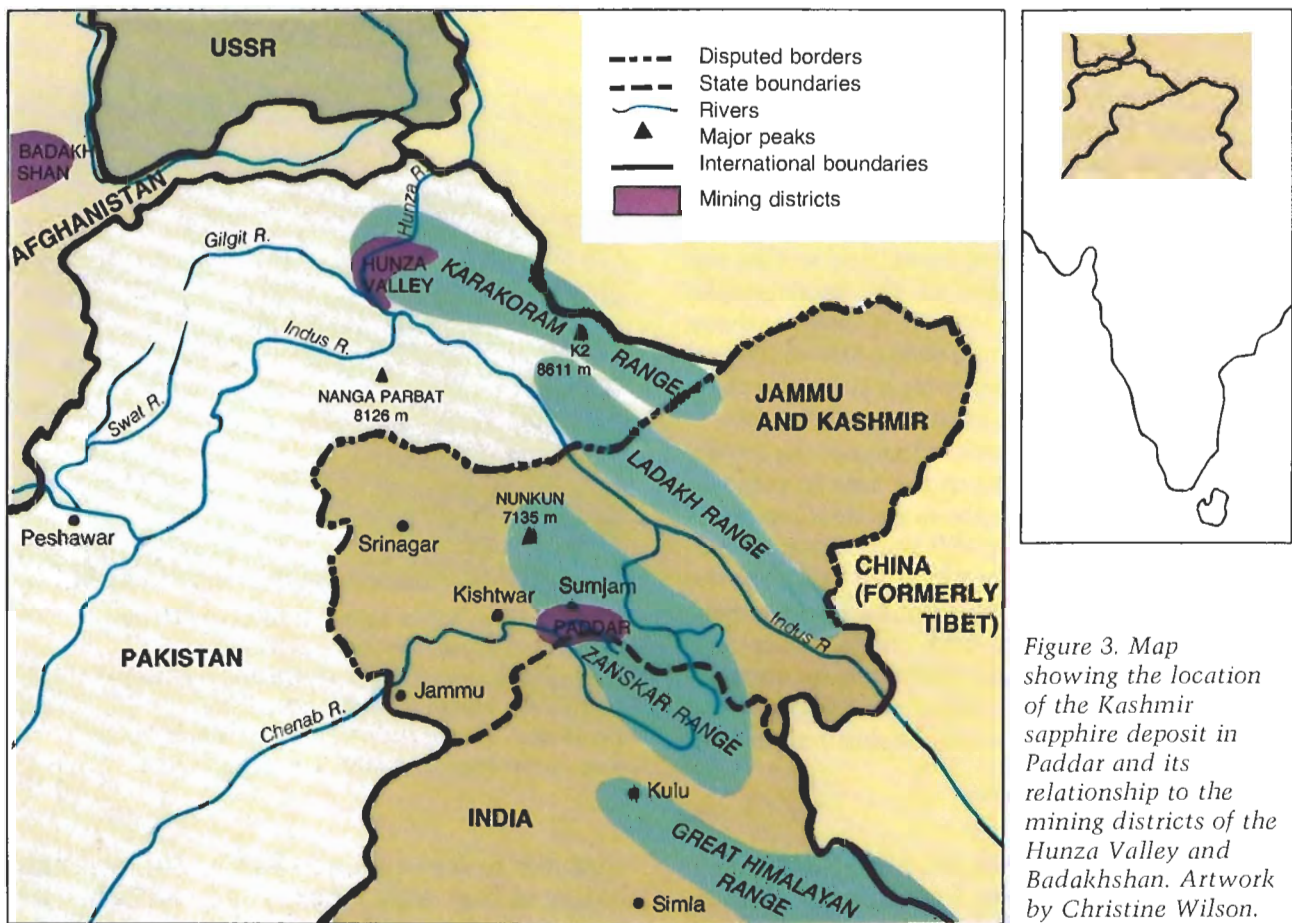 USSR
Disputed borders
State boundaries
Rivers
Major peaks
International boundaries
Mining districts
BADAKH
SHAN
AFGHANISTAN
Hunza R.
Gilgit R.
HUNZA
VALLEY
KARAKORAM
RANGE
K2
8611 m
Indus R.
NANGA PARBAT
8126 m
Swat R.
JAMMU
AND KASHMIR
LADAKH RANGE
NUNKUN
7135 m
Peshawar
Srinagar
Kishtwar
Sumjam
PADDAR
CHINA
(FORMERLY
TIBET)
Indus R.
ZANSKAR RANGE
PAKISTAN
Jammu
Chenab R.
Kulu
INDIA
GREAT HIMALAYAN
RANGE
Simla
Figure 3. Map
showing the location
of the Kashmir
sapphire deposit in
Paddar and its
relationship to the
mining districts of the
Hunza Valley and
Badakhshan. Artwork
by Christine Wilson.